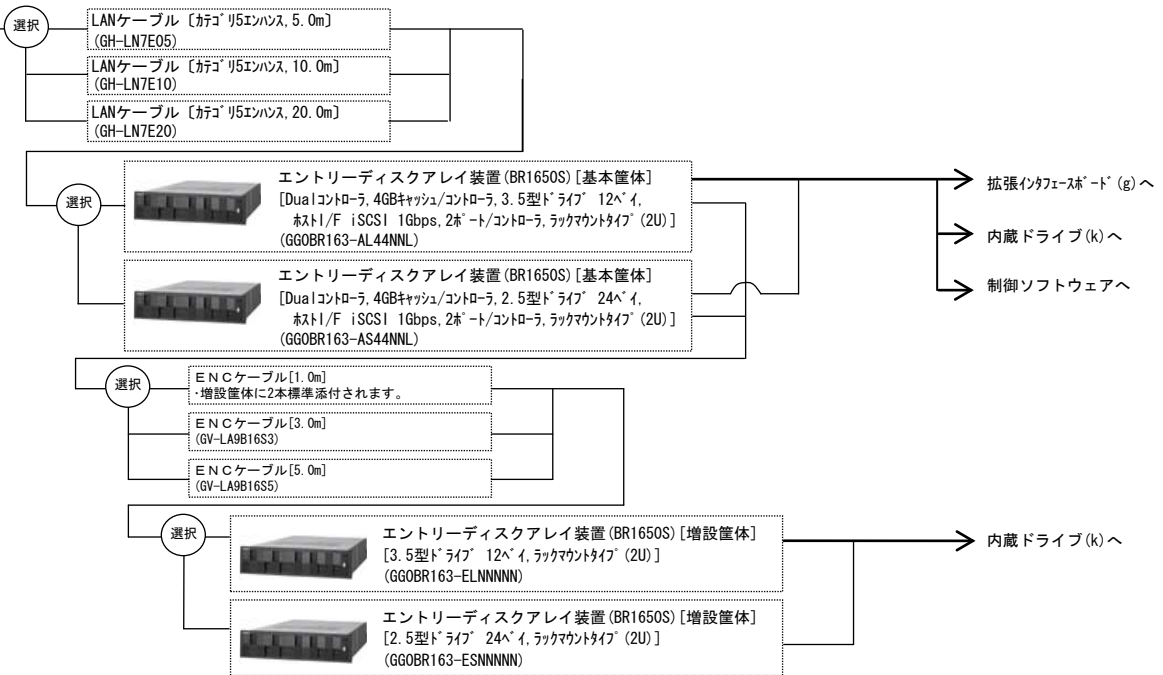 選択
LANケーブル〔ｶﾃｺﾞﾘ5ｴﾝﾊﾝｽ, 5.0m〕
(GH-LN7E05)
LANケーブル〔ｶﾃｺﾞﾘ5ｴﾝﾊﾝｽ, 10.0m〕
(GH-LN7E10)
LANケーブル〔ｶﾃｺﾞﾘ5ｴﾝﾊﾝｽ, 20.0m〕
(GH-LN7E20)
選択
エントリーディスクアレイ装置(BR1650S)[基本筐体]
[Dualｺﾝﾄﾛｰﾗ, 4GBｷｬｯｼｭ/ｺﾝﾄﾛｰﾗ, 3.5型ﾄﾞﾗｲﾌﾞ 12ﾍﾞｲ,
ﾎｽﾄI/F iSCSI 1Gbps, 2ﾎﾟｰﾄ/ｺﾝﾄﾛｰﾗ, ﾗｯｸﾏｳﾝﾄﾀｲﾌﾟ(2U)]
(GG0BR163-AL44NNL)
エントリーディスクアレイ装置(BR1650S)[基本筐体]
[Dualｺﾝﾄﾛｰﾗ, 4GBｷｬｯｼｭ/ｺﾝﾄﾛｰﾗ, 2.5型ﾄﾞﾗｲﾌﾞ 24ﾍﾞｲ,
ﾎｽﾄI/F iSCSI 1Gbps, 2ﾎﾟｰﾄ/ｺﾝﾄﾛｰﾗ, ﾗｯｸﾏｳﾝﾄﾀｲﾌﾟ(2U)]
(GG0BR163-AS44NNL)
拡張ｲﾝﾀﾌｪｰｽﾎﾞｰﾄﾞ(g)へ
内蔵ドライブ(k)へ
制御ソフトウェアへ
選択
ＥＮＣケーブル[1.0m]
・増設筐体に2本標準添付されます。
ＥＮＣケーブル[3.0m]
(GV-LA9B16S3)
ＥＮＣケーブル[5.0m]
(GV-LA9B16S5)
選択
エントリーディスクアレイ装置(BR1650S)[増設筐体]
[3.5型ﾄﾞﾗｲﾌﾞ 12ﾍﾞｲ, ﾗｯｸﾏｳﾝﾄﾀｲﾌﾟ(2U)]
(GG0BR163-ELNNNNN)
エントリーディスクアレイ装置(BR1650S)[増設筐体]
[2.5型ﾄﾞﾗｲﾌﾞ 24ﾍﾞｲ, ﾗｯｸﾏｳﾝﾄﾀｲﾌﾟ(2U)]
(GG0BR163-ESNNNNN)
内蔵ドライブ(k)へ